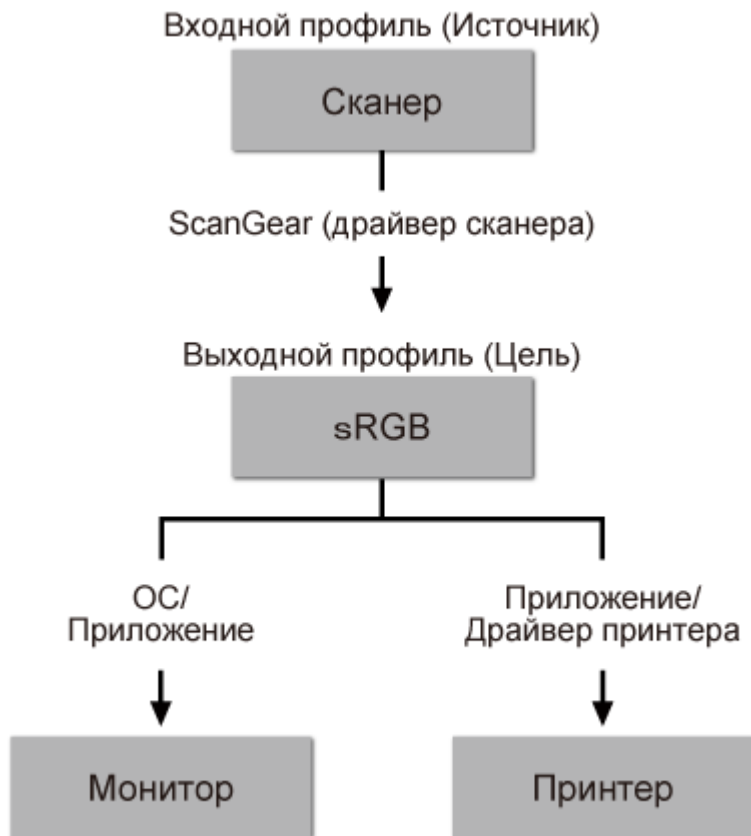 Входной профиль (Источник)
Сканер
ScanGear (драйвер сканера)
Выходной профиль (Цель)
sRGB
ОС/
Приложение
Приложение/
Драйвер принтера
Монитор
Принтер